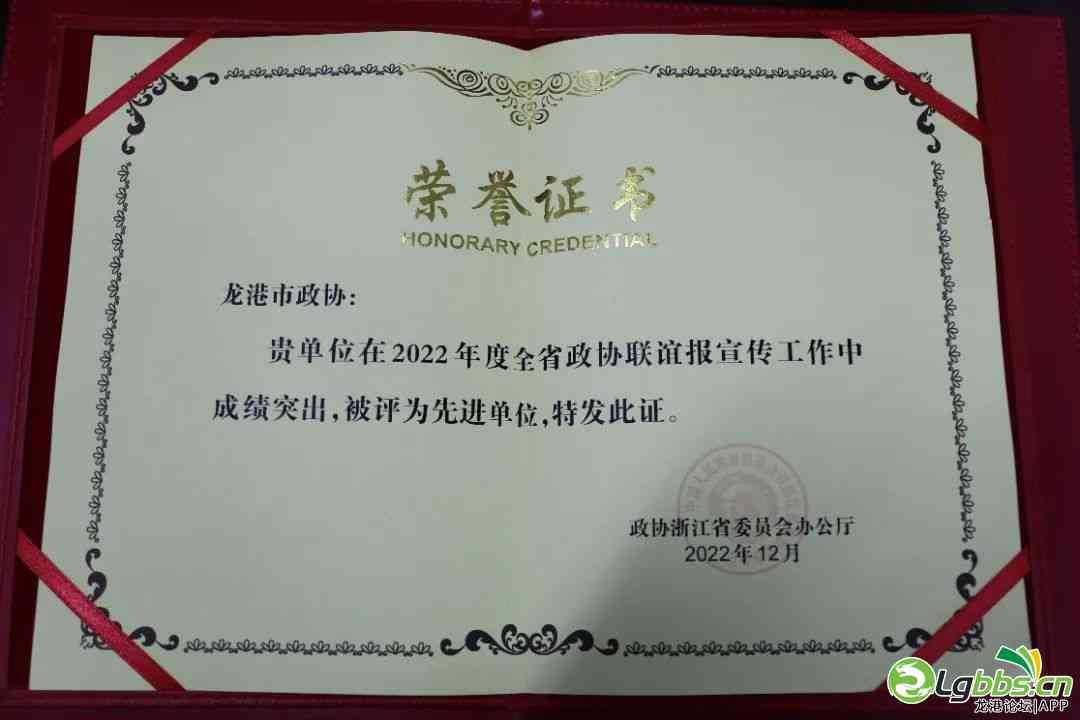 荣誉证书
HONORARY CREDENTIAL
龙港市政协：
贵单位在2022年度全省政协联谊报宣传工作中
成绩突出，被评为先进单位，特发此证。
政协浙江省委员会办公厅
2022年12月
Lgbbs.cn
龙港论坛|APP